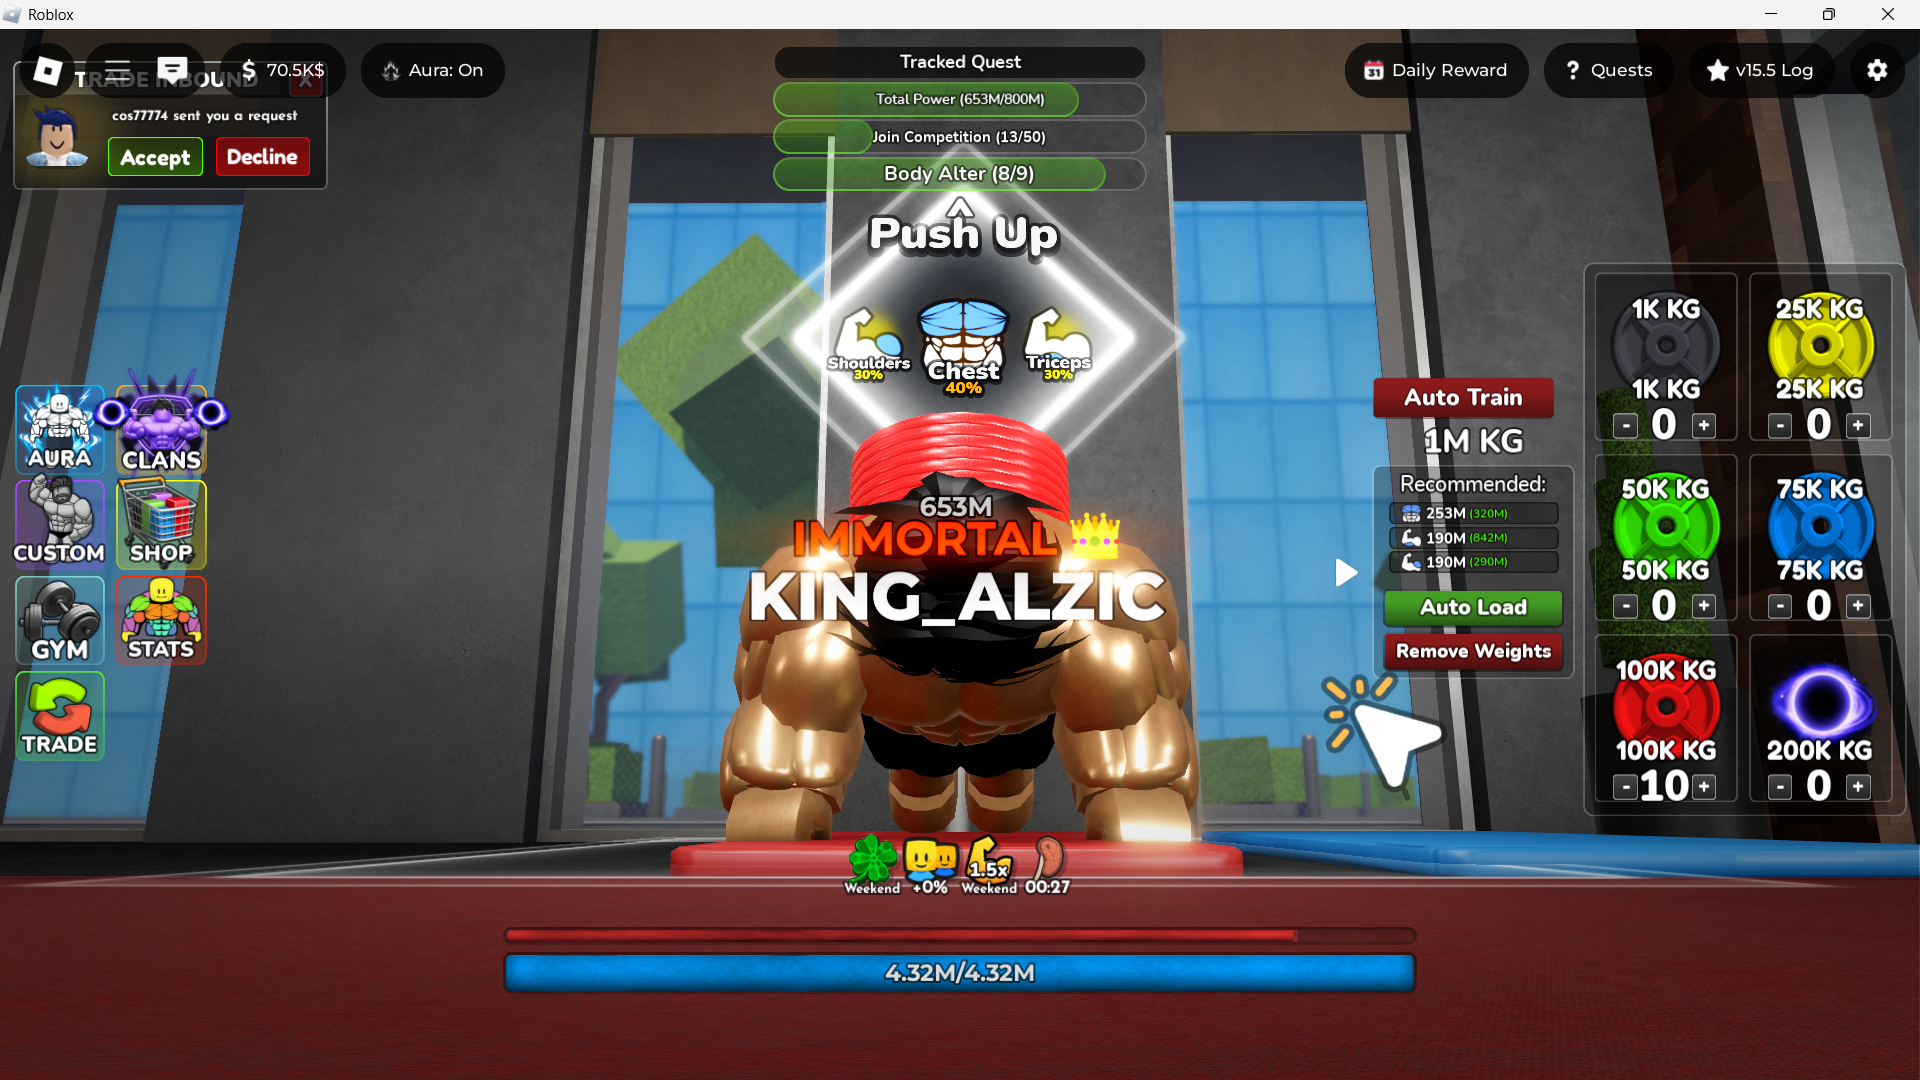 Roblox
TRADE INBOUND
X
$ 70.5K$
Aura: On
cos77774 sent you a request
Accept
Decline
Tracked Quest
Total Power (653M/800M)
Join Competition (13/50)
Body Alter (8/9)
31 Daily Reward
? Quests
v15.5 Log
Push Up
Shoulders
30%
Chest
40%
Triceps
30%
653M
IMMORTAL
KING_ALZIC
AURA
CLANS
CUSTOM
SHOP
GYM
STATS
TRADE
Auto Train
1M KG
Recommended:
253M (320M)
190M (842M)
190M (290M)
Auto Load
Remove Weights
1K KG
1K KG
- 0 +
25K KG
25K KG
- 0 +
50K KG
50K KG
- 0 +
75K KG
75K KG
- 0 +
100K KG
100K KG
- 10 +
200K KG
- 0 +
Weekend
+0%
1.5x
Weekend
00:27
4.32M/4.32M